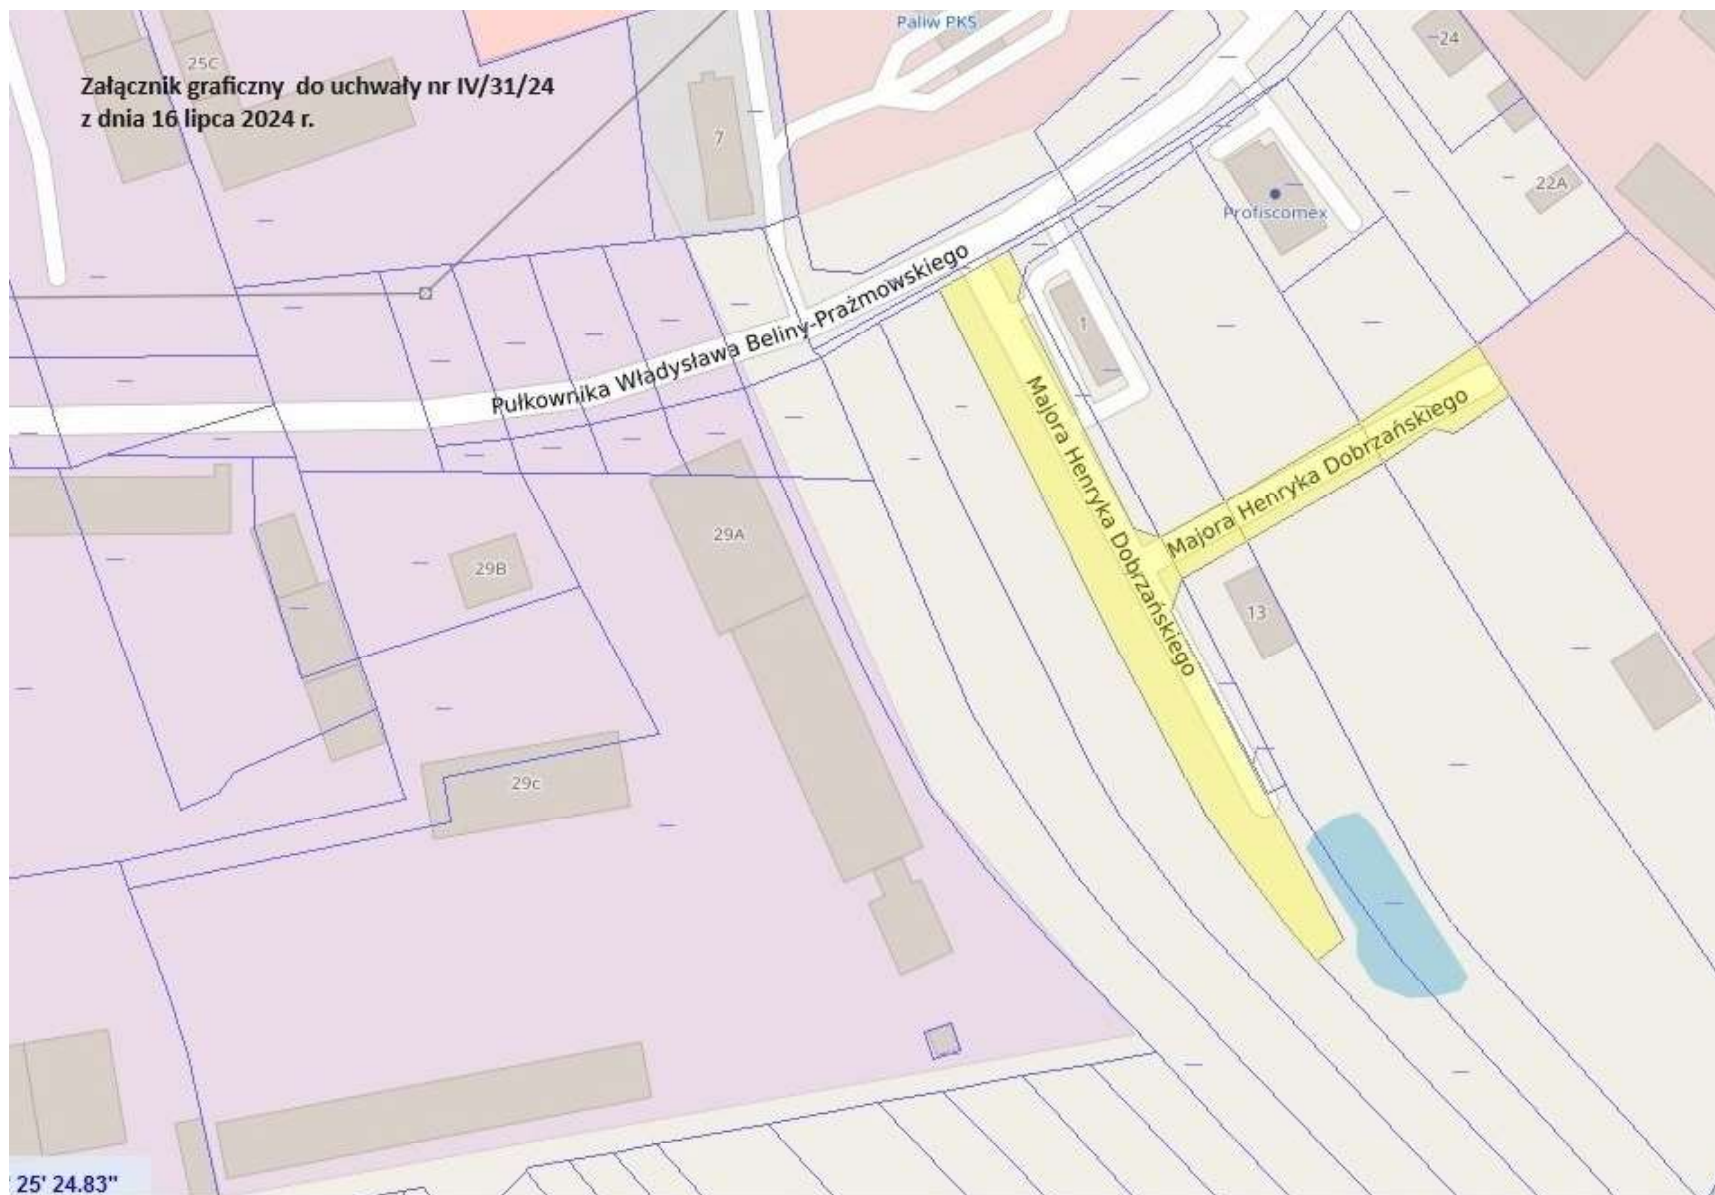 Paliw PKS
24
25C
Załącznik graficzny do uchwały nr IV/31/24
z dnia 16 lipca 2024 r.
7
22A
Profiscomex
Pułkownika Władysława Beliny-Prażmowskiego
1
Majora Henryka Dobrzańskiego
Majora Henryka Dobrzańskiego
29A
29B
13
29c
25' 24.83"